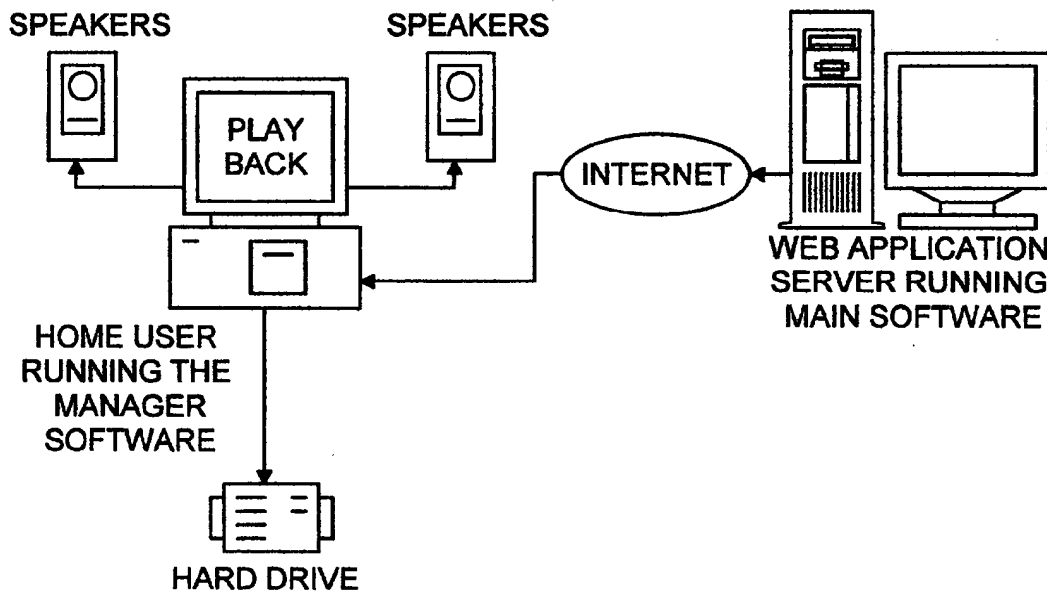 SPEAKERS
SPEAKERS
PLAY
BACK
INTERNET
WEB APPLICATION
SERVER RUNNING
MAIN SOFTWARE
HOME USER
RUNNING THE
MANAGER
SOFTWARE
HARD DRIVE